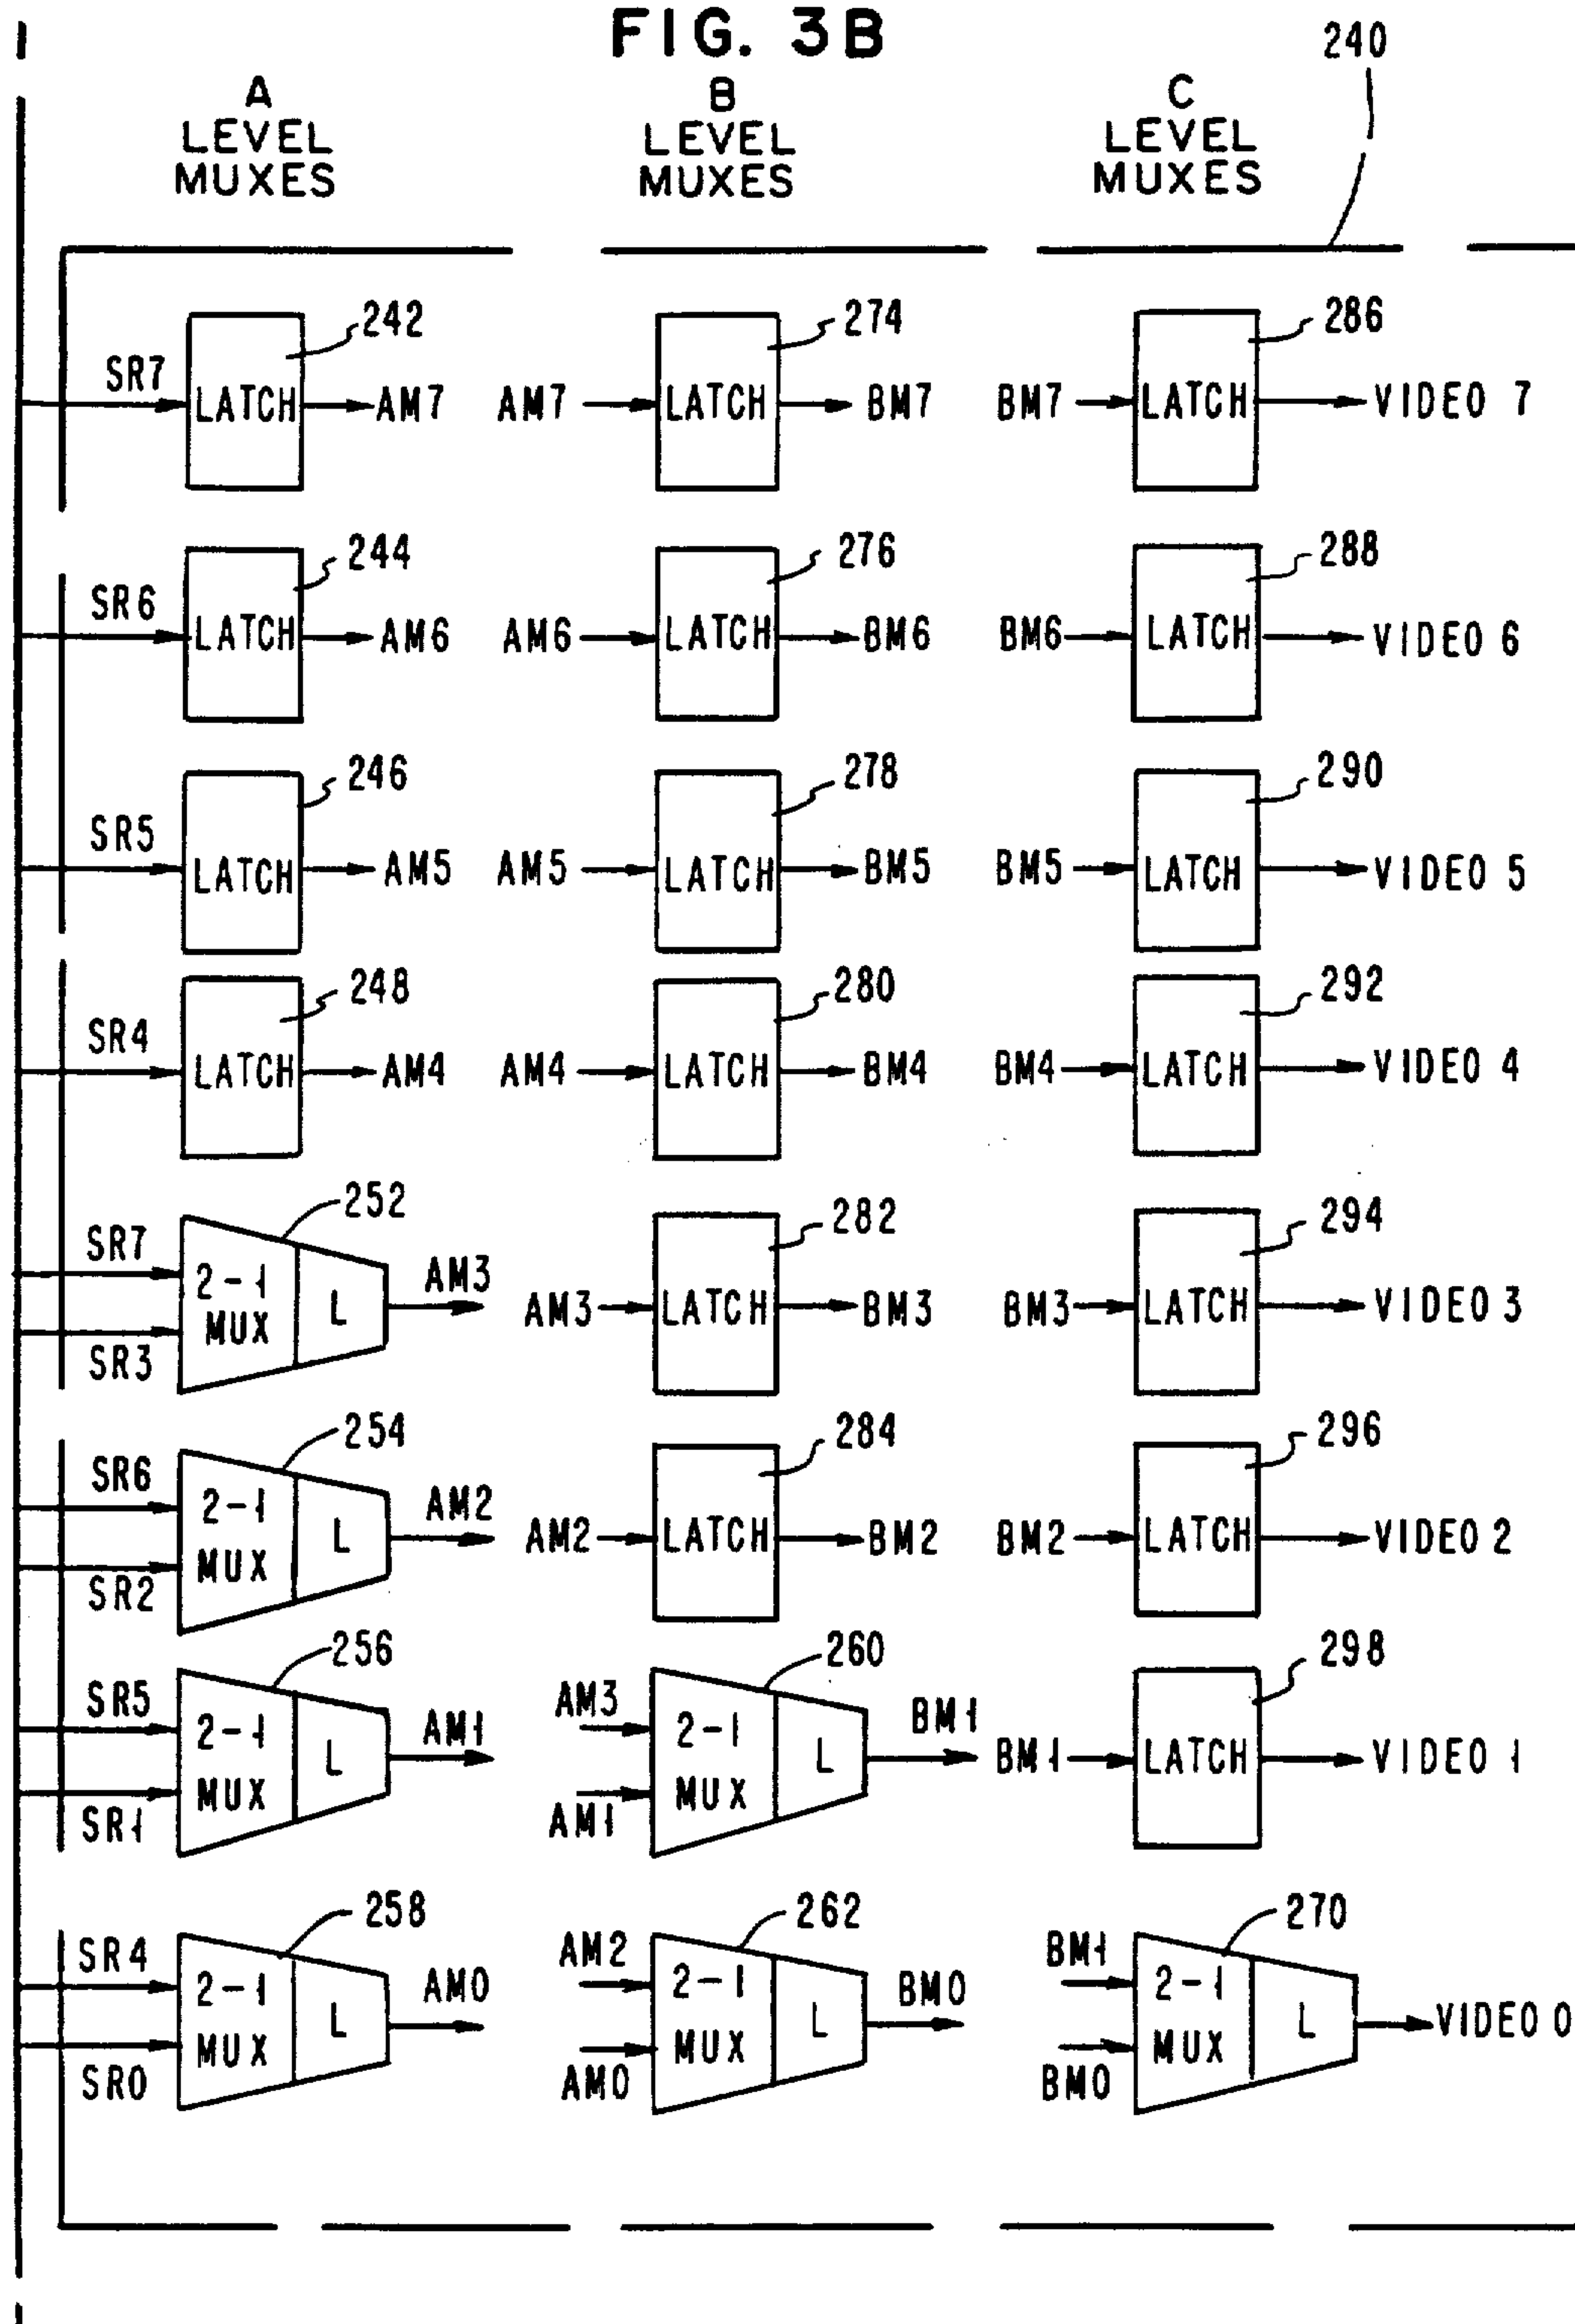 FIG. 3B
240
A LEVEL MUXES
B LEVEL MUXES
C LEVEL MUXES
SR7 LATCH 242 AM7 AM7 LATCH 274 BM7 BM7 LATCH 286 VIDEO 7
SR6 LATCH 244 AM6 AM6 LATCH 276 BM6 BM6 LATCH 288 VIDEO 6
SR5 LATCH 246 AM5 AM5 LATCH 278 BM5 BM5 LATCH 290 VIDEO 5
SR4 LATCH 248 AM4 AM4 LATCH 280 BM4 BM4 LATCH 292 VIDEO 4
SR7 SR3 2-1 MUX L 252 AM3 AM3 LATCH 282 BM3 BM3 LATCH 294 VIDEO 3
SR6 SR2 2-1 MUX L 254 AM2 AM2 LATCH 284 BM2 BM2 LATCH 296 VIDEO 2
SR5 SR1 2-1 MUX L 256 AM1 AM3 AM1 2-1 MUX L 260 BM1 BM1 LATCH 298 VIDEO 1
SR4 SR0 2-1 MUX L 258 AM0 AM2 AM0 2-1 MUX L 262 BM0 BM1 BM0 2-1 MUX L 270 VIDEO 0